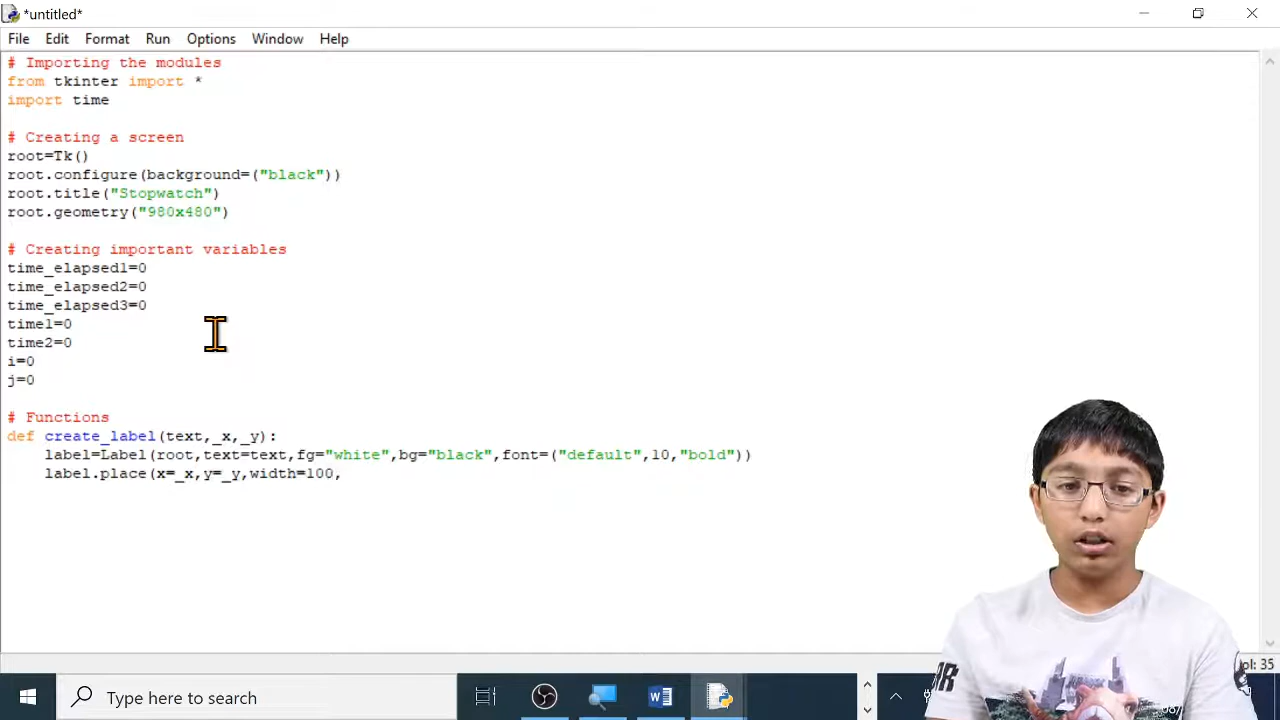 *untitled*
File Edit Format Run Options Window Help
# Importing the modules
from tkinter import *
import time
# Creating a screen
root=Tk()
root.configure(background=("black"))
root.title("Stopwatch")
root.geometry("980x480")
# Creating important variables
time_elapsed1=0
time_elapsed2=0
time_elapsed3=0
time1=0
time2=0
i=0
j=0
# Functions
def create_label(text,_x,_y):
label=Label(root,text=text,fg="white",bg="black",font=("default",10,"bold"))
label.place(x=_x,y=_y,width=100,
ol: 35
Type here to search